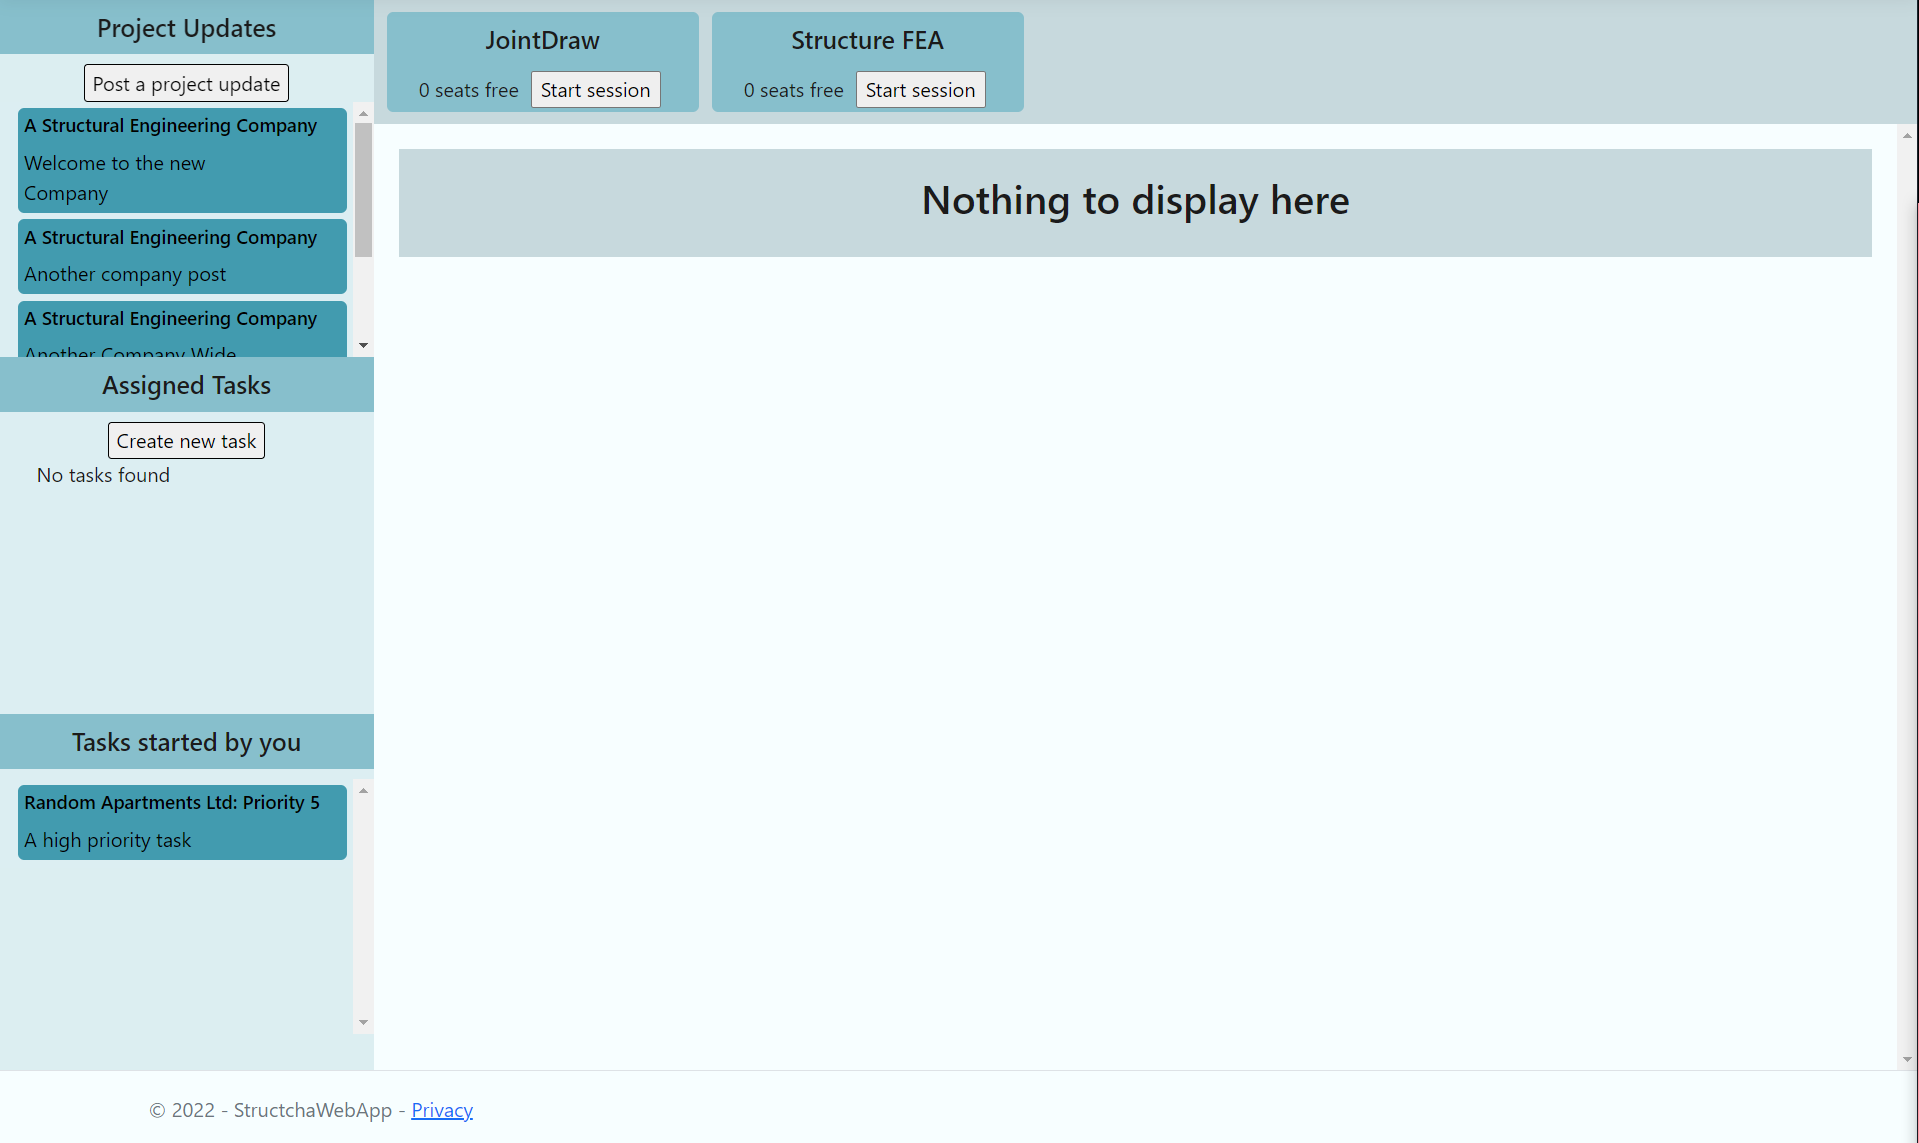 Project Updates
Post a project update
A Structural Engineering Company
Welcome to the new
Company
A Structural Engineering Company
Another company post
A Structural Engineering Company
Another Company Wide
Assigned Tasks
Create new task
No tasks found
Tasks started by you
Random Apartments Ltd: Priority 5
A high priority task
JointDraw
0 seats free Start session
Structure FEA
0 seats free Start session
Nothing to display here
© 2022 - StructchaWebApp - Privacy